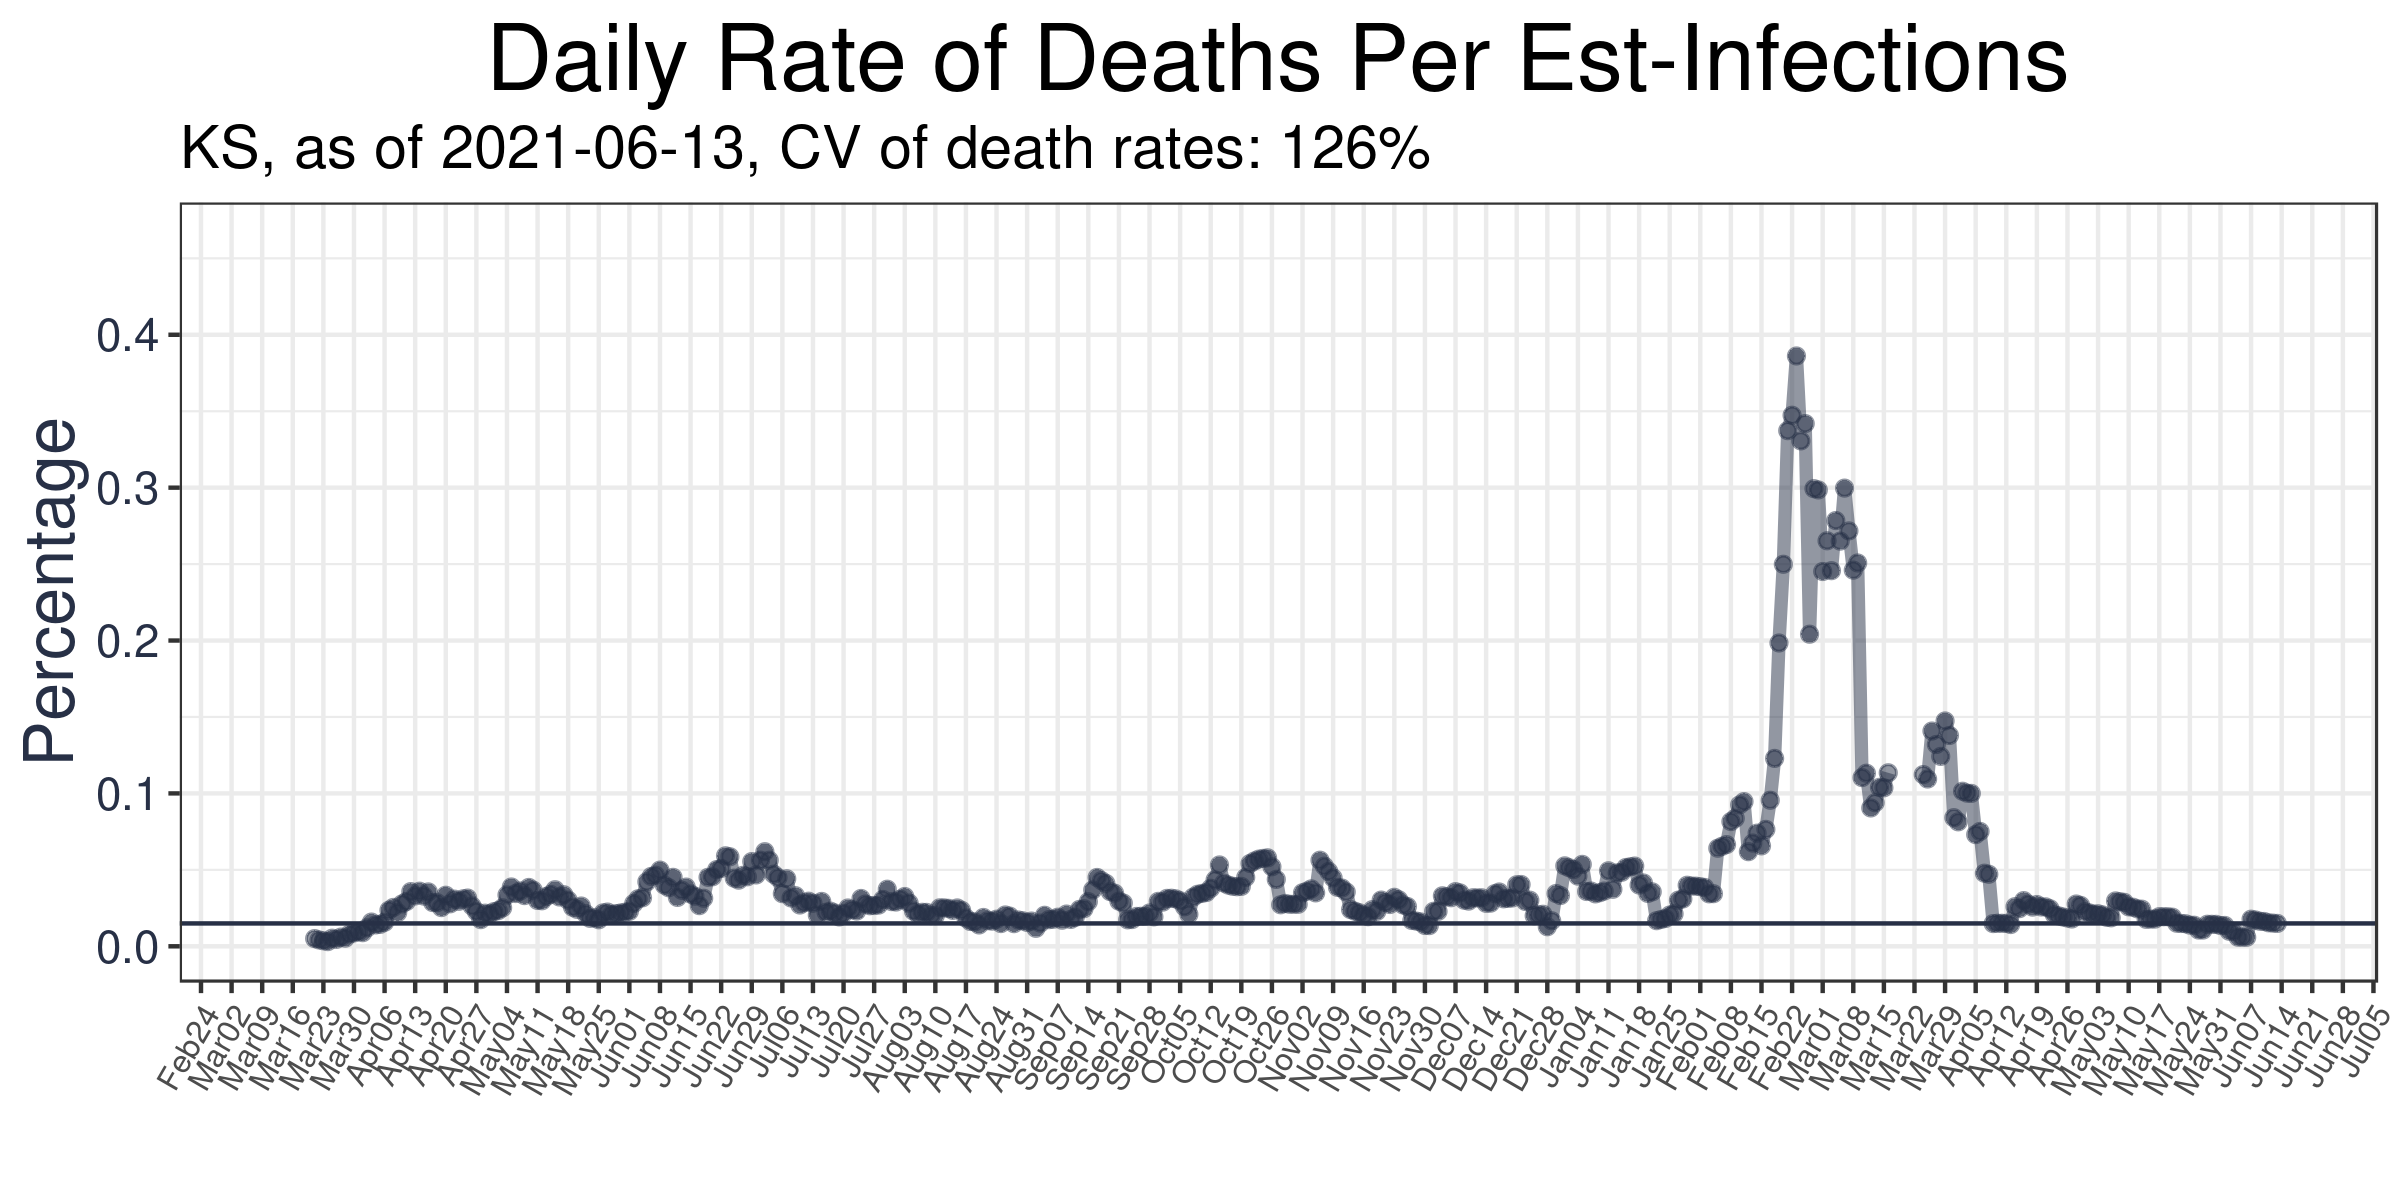 Daily Rate of Deaths Per Est-Infections
KS, as of 2021-06-13, CV of death rates: 126%
Percentage
0.4
0.3
0.2
0.1
0.0
Feb24
Mar02
Mar09
Mar16
Mar23
Mar30
Apr06
Apr13
Apr20
Apr27
May04
May11
May18
May25
Jun01
Jun08
Jun15
Jun22
Jun29
Jul06
Jul13
Jul20
Jul27
Aug03
Aug10
Aug17
Aug24
Aug31
Sep07
Sep14
Sep21
Sep28
Oct05
Oct12
Oct19
Oct26
Nov02
Nov09
Nov16
Nov23
Nov30
Dec07
Dec14
Dec21
Dec28
Jan04
Jan11
Jan18
Jan25
Feb01
Feb08
Feb15
Feb22
Mar01
Mar08
Mar15
Mar22
Mar29
Apr05
Apr12
Apr19
Apr26
May03
May10
May17
May24
May31
Jun07
Jun14
Jun21
Jun28
Jul05